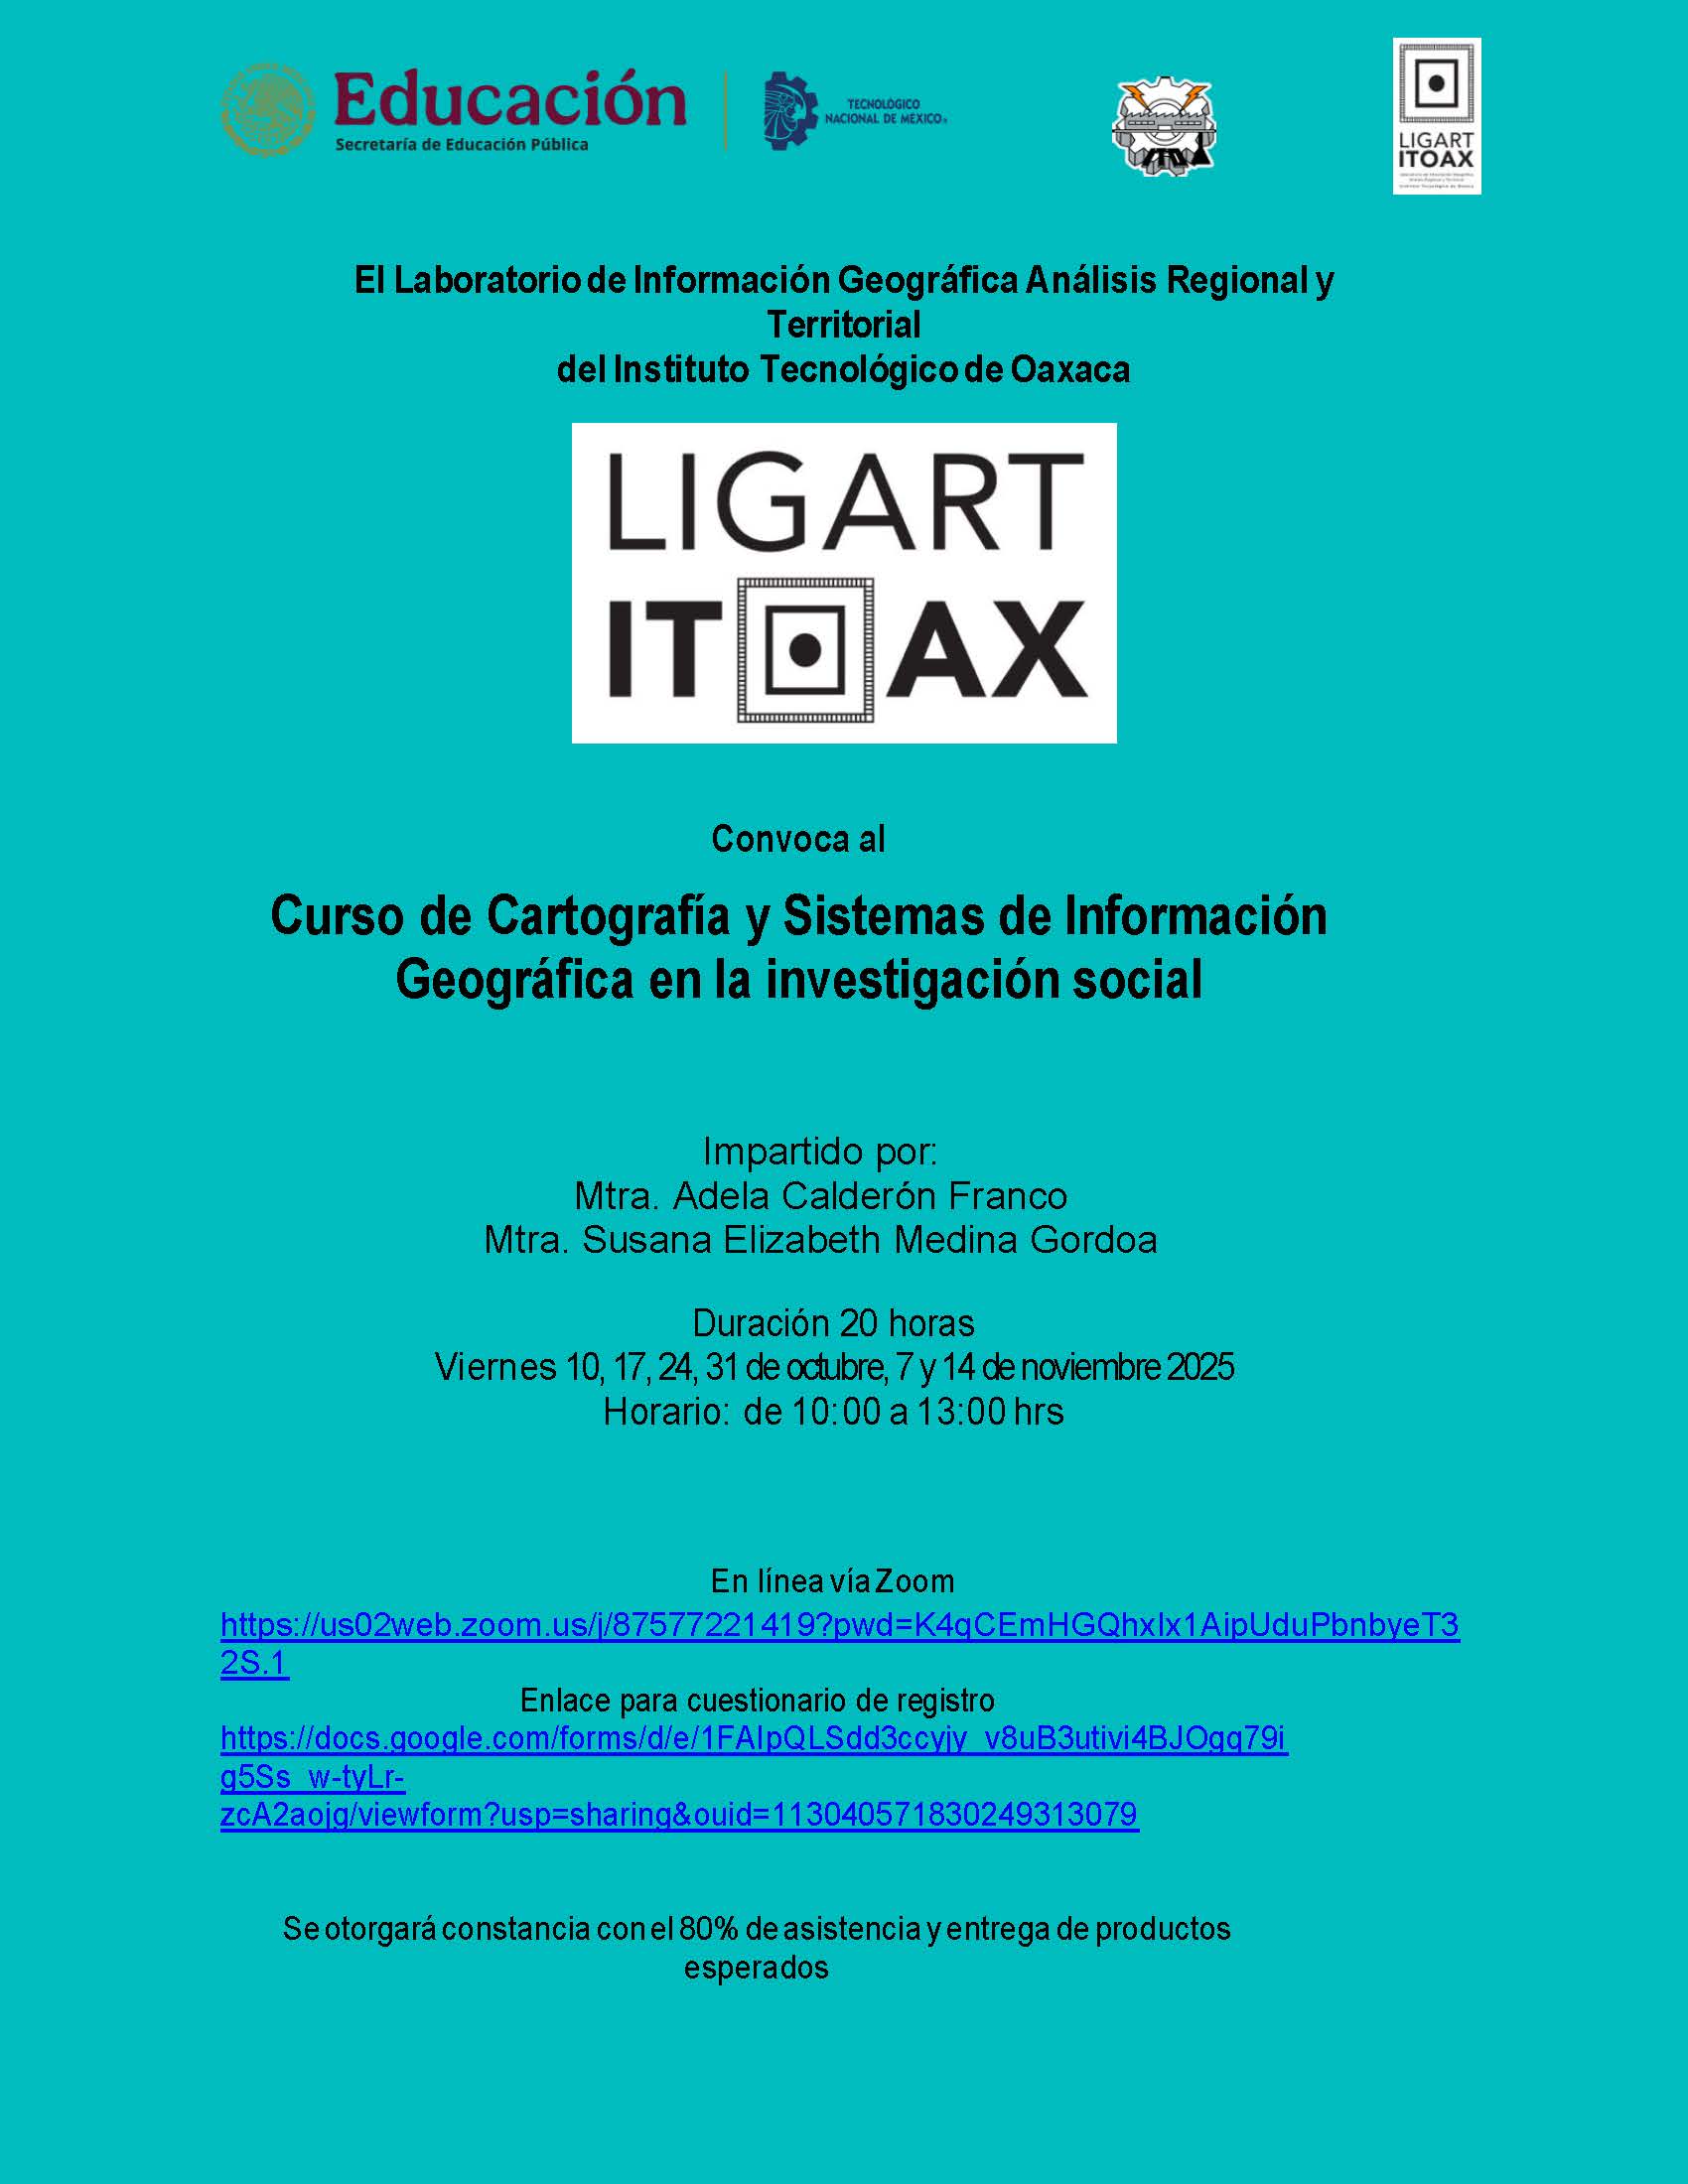 Educación
Secretaría de Educación Pública
TECNOLÓGICO
NACIONAL DE MÉXICO®
ITO
LIGART
ITOAX
El Laboratorio de Información Geográfica Análisis Regional y
Territorial
del Instituto Tecnológico de Oaxaca
LIGART
ITOAX
Convoca al
Curso de Cartografía y Sistemas de Información
Geográfica en la investigación social
Impartido por:
Mtra. Adela Calderón Franco
Mtra. Susana Elizabeth Medina Gordoa
Duración 20 horas
Viernes 10, 17, 24, 31 de octubre, 7 y 14 de noviembre 2025
Horario: de 10:00 a 13:00 hrs
En línea vía Zoom
https://us02web.zoom.us/j/87577221419?pwd=K4qCEmHGQhxIx1AipUduPbnbyeT3
2S.1
Enlace para cuestionario de registro
https://docs.google.com/forms/d/e/1FAIpQLSdd3ccyjy_v8uB3utivi4BJOgq79i
g5Ss_w-tyLr-
zcA2aojg/viewform?usp=sharing&ouid=113040571830249313079
Se otorgará constancia con el 80% de asistencia y entrega de productos
esperados